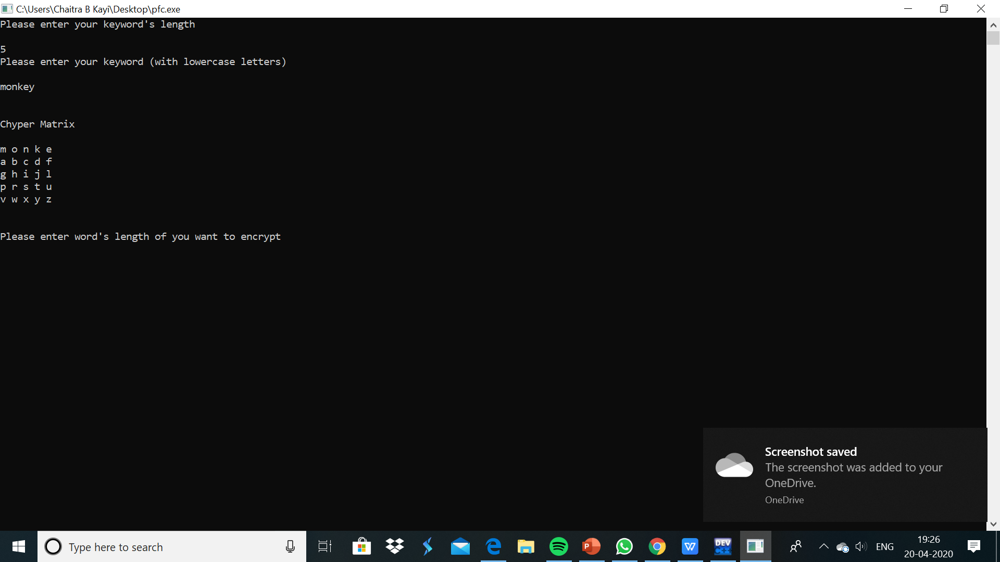 C:\Users\Chaitra B Kayi\Desktop\pfc.exe
Please enter your keyword's length
5
Please enter your keyword (with lowercase letters)
monkey
Chyper Matrix
m o n k e
a b c d f
g h i j l
p r s t u
v w x y z
Please enter word's length of you want to encrypt
Screenshot saved
The screenshot was added to your
OneDrive.
OneDrive
Type here to search
P
W
DEV
C++
ENG
19:26
20-04-2020